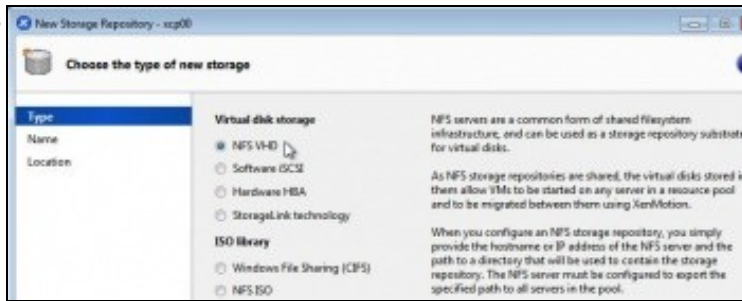 New Storage Repository - xcp00
Choose the type of new storage
Type
Name
Location
Virtual disk storage
NFS VHD
Software iSCSI
Hardware HBA
StorageLink technology
ISO library
Windows File Sharing (CIFS)
NFS ISO
NFS servers are a common form of shared filesystem
infrastructure, and can be used as a storage repository substrat
for virtual disks.
As NFS storage repositories are shared, the virtual disks stored i
them allow VMs to be started on any server in a resource pool
and to be migrated between them using XenMotion.
When you configure an NFS storage repository, you simply
provide the hostname or IP address of the NFS server and the
path to a directory that will be used to contain the storage
repository. The NFS server must be configured to export the
specified path to all servers in the pool.